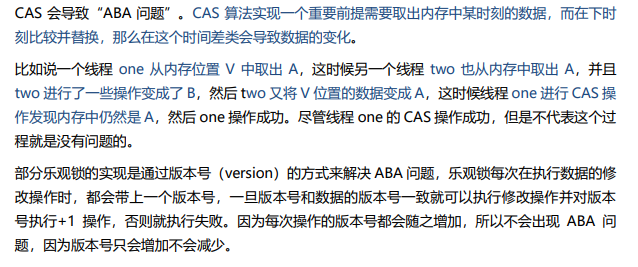 CAS 会导致“ABA 问题”。CAS 算法实现一个重要前提需要取出内存中某时刻的数据，而在下时
刻比较并替换，那么在这个时间差类会导致数据的变化。
比如说一个线程 one 从内存位置 V 中取出 A，这时候另一个线程 two 也从内存中取出 A，并且
two 进行了一些操作变成了 B，然后 two 又将 V 位置的数据变成 A，这时候线程 one 进行 CAS 操
作发现内存中仍然是 A，然后 one 操作成功。尽管线程 one 的 CAS 操作成功，但是不代表这个过
程就是没有问题的。
部分乐观锁的实现是通过版本号（version）的方式来解决 ABA 问题，乐观锁每次在执行数据的修
改操作时，都会带上一个版本号，一旦版本号和数据的版本号一致就可以执行修改操作并对版本
号执行+1 操作，否则就执行失败。因为每次操作的版本号都会随之增加，所以不会出现 ABA 问
题，因为版本号只会增加不会减少。